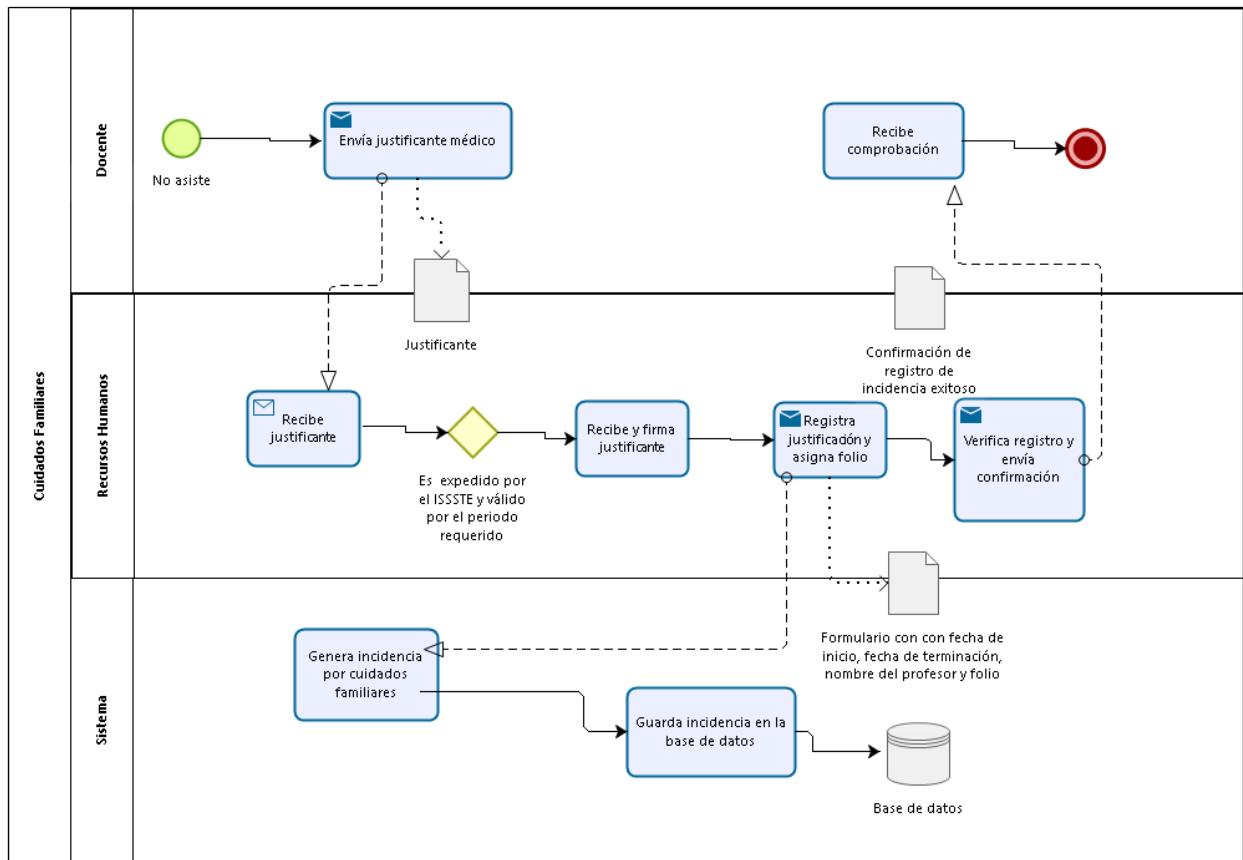 Cuidados Familiares
Docente
No asiste
Envía justificante médico
Recibe
comprobación
Justificante
Confirmación de
registro de
incidencia exitoso
Recursos Humanos
Recibe
justificante
Es expedido por
el ISSSTE y válido
por el periodo
requerido
Recibe y firma
justificante
Registra
justificación y
asigna folio
Verifica registro y
envía
confirmación
Sistema
Genera incidencia
por cuidados
familiares
Formulario con con fecha de
inicio, fecha de terminación,
nombre del profesor y folio
Guarda incidencia en la
base de datos
Base de datos